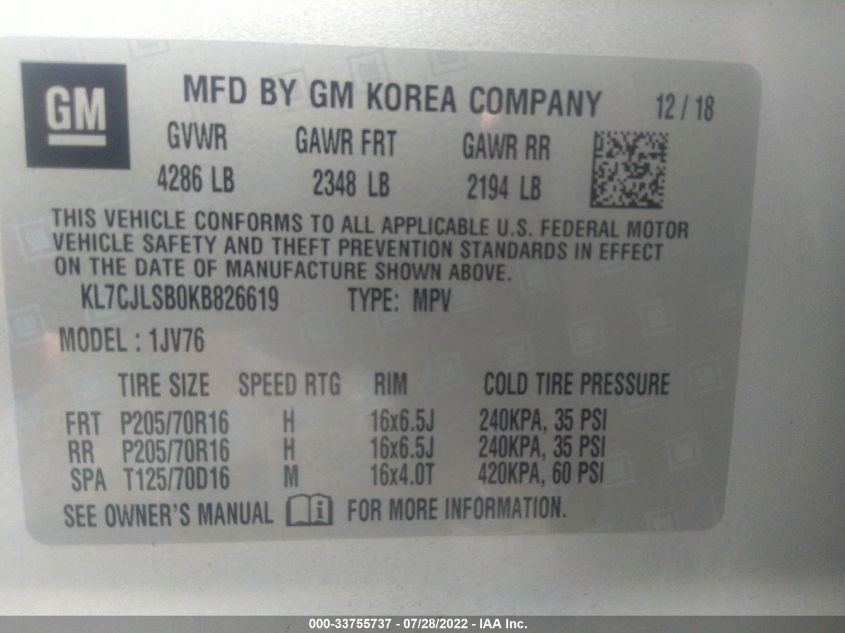 GM
MFD BY GM KOREA COMPANY 12 / 18
GVWR GAWR FRT GAWR RR
4286 LB 2348 LB 2194 LB
THIS VEHICLE CONFORMS TO ALL APPLICABLE U.S. FEDERAL MOTOR
VEHICLE SAFETY AND THEFT PREVENTION STANDARDS IN EFFECT
ON THE DATE OF MANUFACTURE SHOWN ABOVE.
KL7CJLSB0KB826619 TYPE: MPV
MODEL : 1JV76
TIRE SIZE SPEED RTG RIM COLD TIRE PRESSURE
FRT P205/70R16 H 16x6.5J 240KPA, 35 PSI
RR P205/70R16 H 16x6.5J 240KPA, 35 PSI
SPA T125/70D16 M 16x4.0T 420KPA, 60 PSI
SEE OWNER'S MANUAL i FOR MORE INFORMATION.
000-33755737 - 07/28/2022 - IAA Inc.